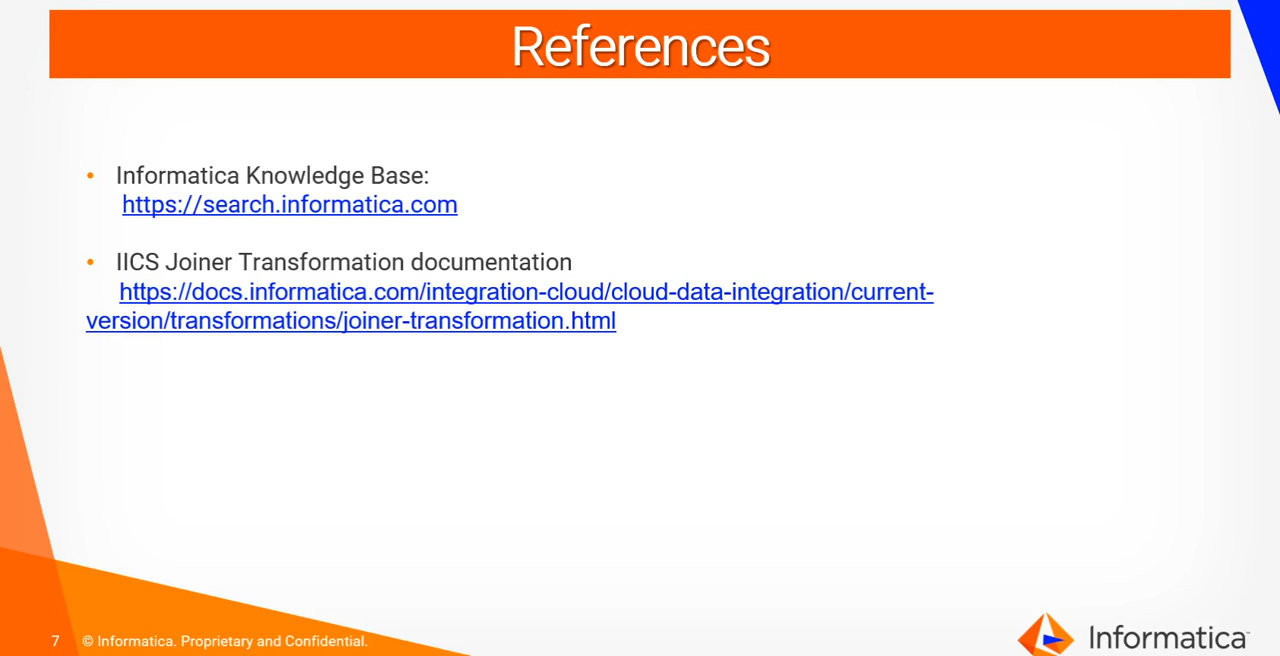 References
• Informatica Knowledge Base:
https://search.informatica.com
• IICS Joiner Transformation documentation
https://docs.informatica.com/integration-cloud/cloud-data-integration/current-
version/transformations/joiner-transformation.html
7 © Informatica. Proprietary and Confidential.
Informatica™